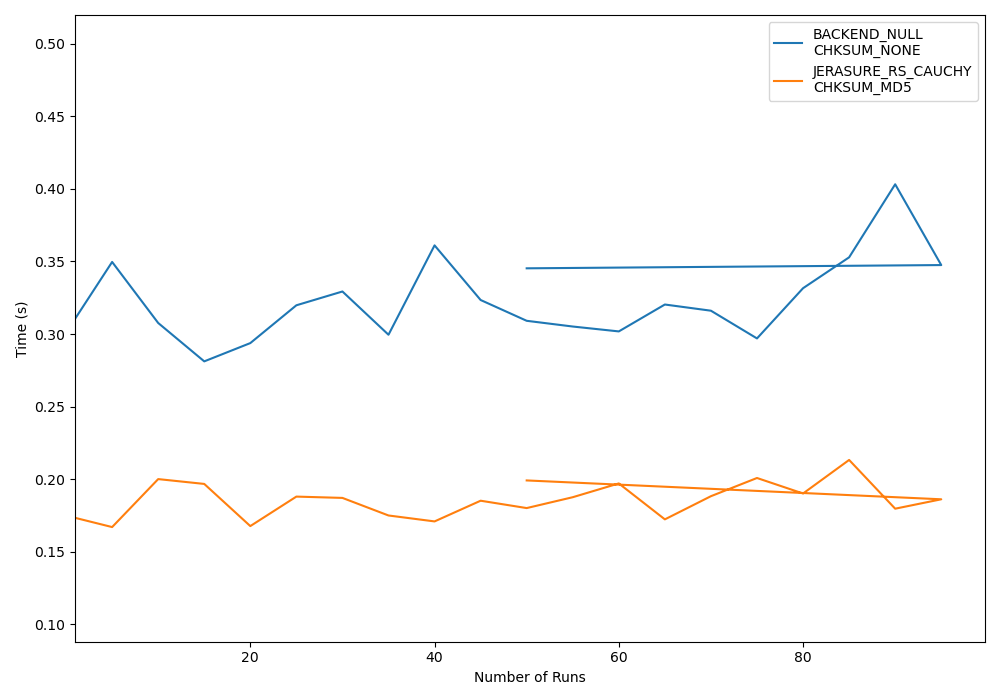 0.50
0.45
0.40
0.35
0.30
0.25
0.20
0.15
0.10
Time (s)
20 40 60 80
Number of Runs
BACKEND_NULL
CHKSUM_NONE
JERASURE_RS_CAUCHY
CHKSUM_MD5